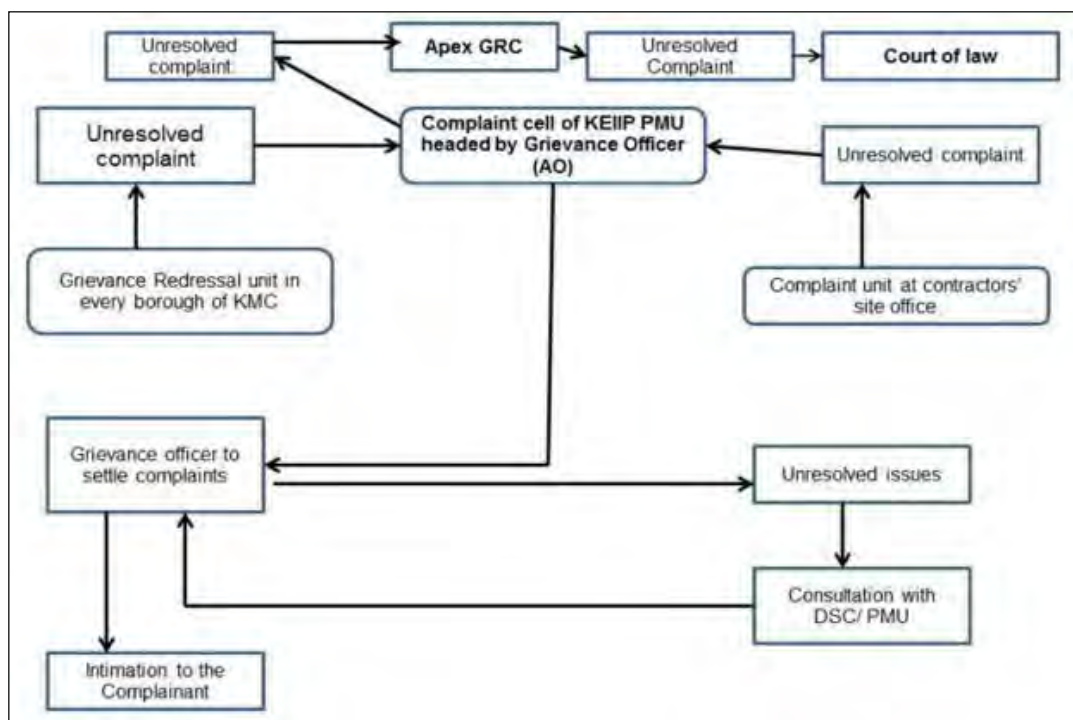 Unresolved
complaint
Apex GRC
Unresolved
Complaint
Court of law
Unresolved
complaint
Complaint cell of KEIIP PMU
headed by Grievance Officer
(AO)
Unresolved complaint
Grievance Redressal unit in
every borough of KMC
Complaint unit at contractors'
site office
Grievance officer to
settle complaints
Unresolved issues
Consultation with
DSC/ PMU
Intimation to the
Complainant